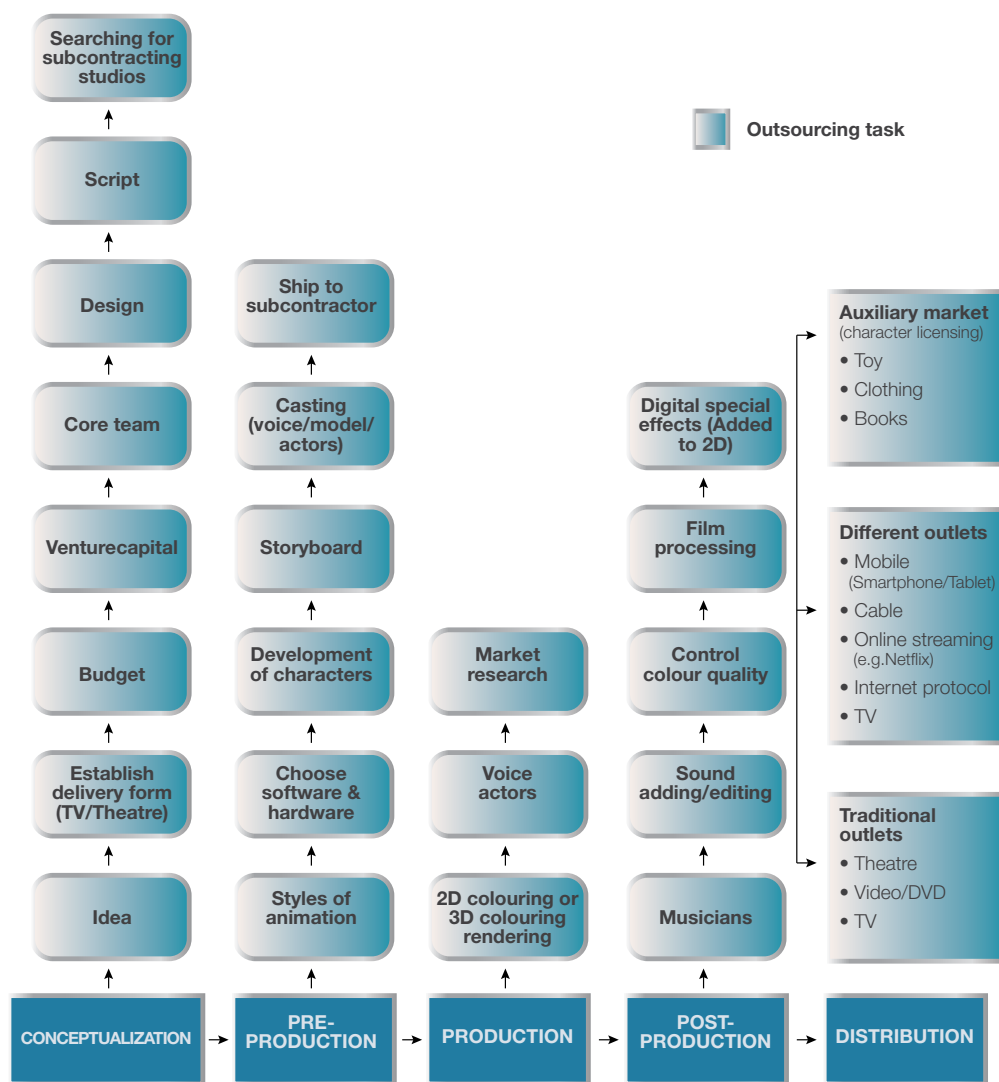 Searching for
subcontracting
studios
Script
Design
Core team
Venturecapital
Budget
Establish
delivery form
(TV/Theatre)
Idea
CONCEPTUALIZATION
Ship to
subcontractor
Casting
(voice/model/
actors)
Storyboard
Development
of characters
Choose
software &
hardware
Styles of
animation
PRE-
PRODUCTION
Market
research
Voice
actors
2D colouring or
3D colouring
rendering
PRODUCTION
Outsourcing task
Digital special
effects (Added
to 2D)
Film
processing
Control
colour quality
Sound
adding/editing
Musicians
POST-
PRODUCTION
Auxiliary market
(character licensing)
• Toy
• Clothing
• Books
Different outlets
• Mobile
(Smartphone/Tablet)
• Cable
• Online streaming
(e.g.Netflix)
• Internet protocol
• TV
Traditional
outlets
• Theatre
• Video/DVD
• TV
DISTRIBUTION